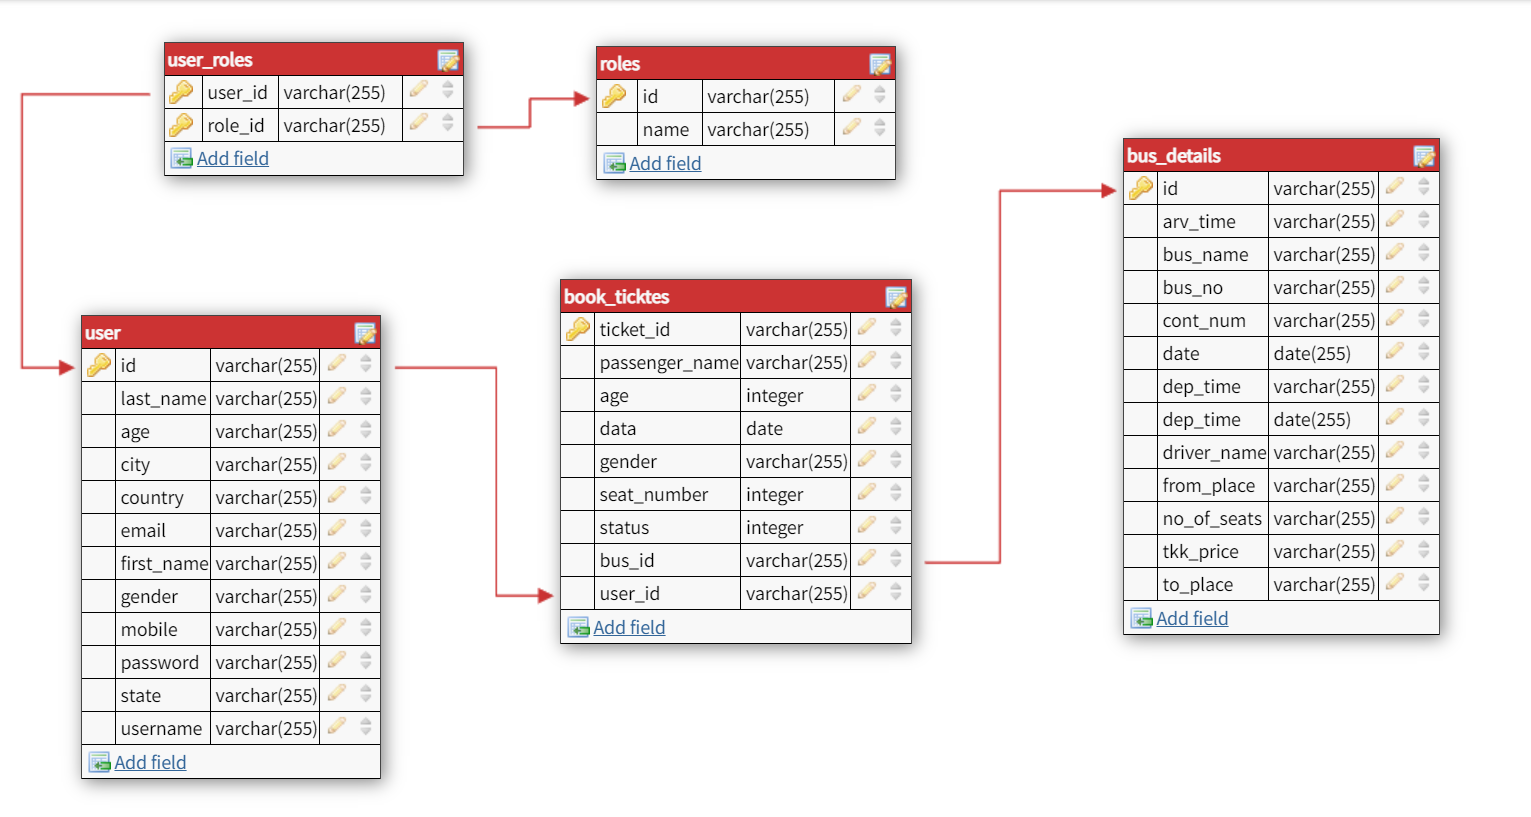 user_roles
user_id varchar(255)
role_id varchar(255)
Add field
roles
id varchar(255)
name varchar(255)
Add field
bus_details
id varchar(255)
arv_time varchar(255)
bus_name varchar(255)
bus_no varchar(255)
cont_num varchar(255)
date date(255)
dep_time varchar(255)
dep_time date(255)
driver_name varchar(255)
from_place varchar(255)
no_of_seats varchar(255)
tkk_price varchar(255)
to_place varchar(255)
Add field
book_ticktes
ticket_id varchar(255)
passenger_name varchar(255)
age integer
data date
gender varchar(255)
seat_number integer
status integer
bus_id varchar(255)
user_id varchar(255)
Add field
user
id varchar(255)
last_name varchar(255)
age varchar(255)
city varchar(255)
country varchar(255)
email varchar(255)
first_name varchar(255)
gender varchar(255)
mobile varchar(255)
password varchar(255)
state varchar(255)
username varchar(255)
Add field